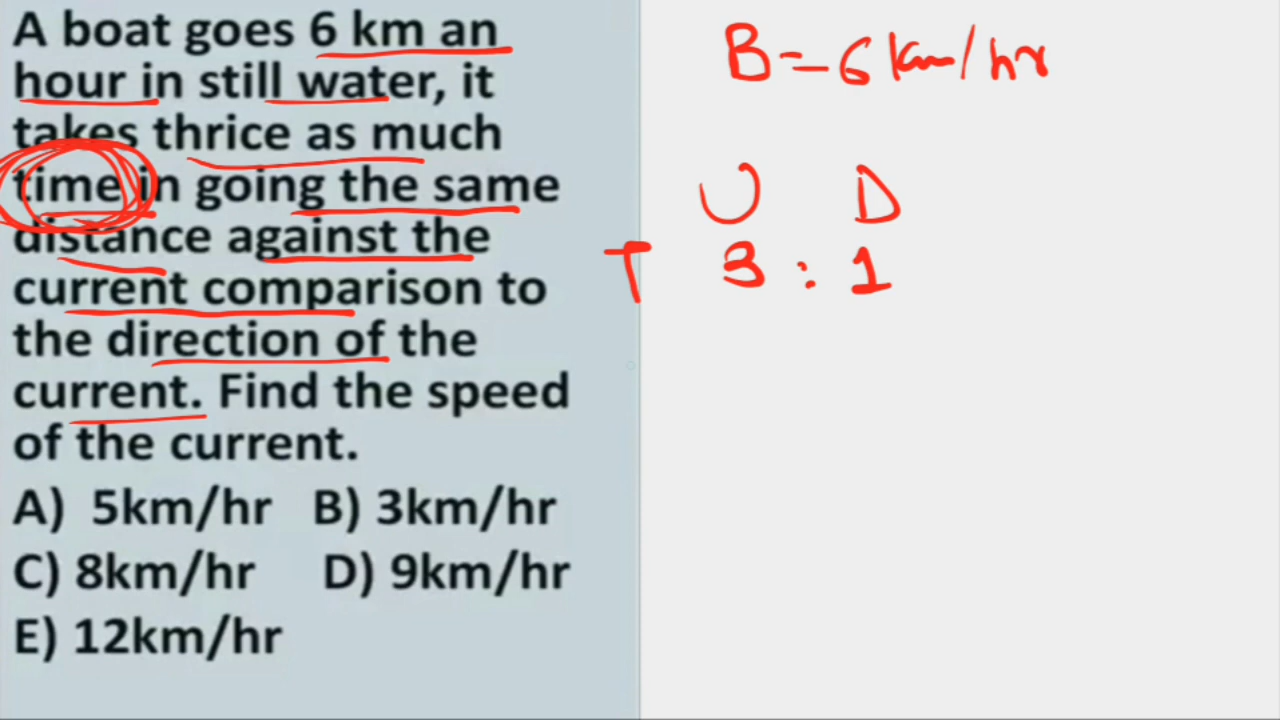 A boat goes 6 km an
hour in still water, it
takes thrice as much
time in going the same
distance against the
current comparison to
the direction of the
current. Find the speed
of the current.
A) 5km/hr B) 3km/hr
C) 8km/hr D) 9km/hr
E) 12km/hr
B = 6 km/hr
U D
T 3 : 1